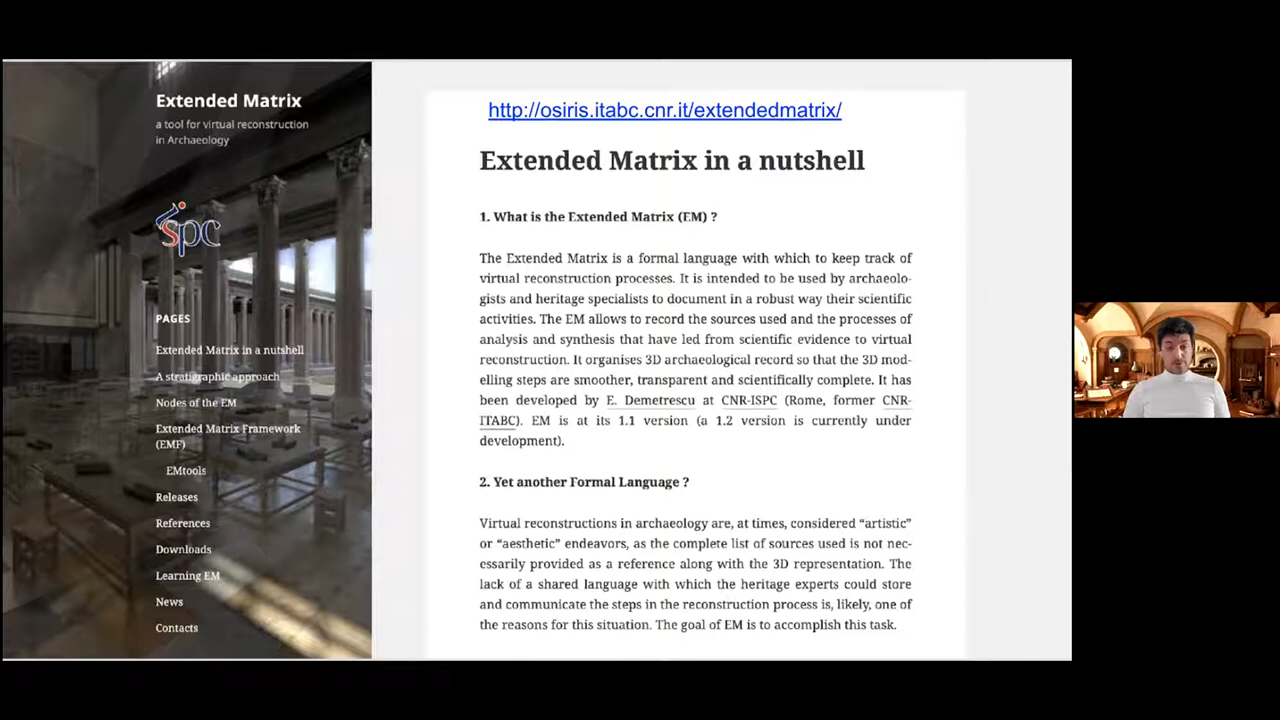 Extended Matrix
a tool for virtual reconstruction
in Archaeology
spc
PAGES
Extended Matrix in a nutshell
A stratigraphic approach
Nodes of the EM
Extended Matrix Framework
(EMF)
EMtools
Releases
References
Downloads
Learning EM
News
Contacts
http://osiris.itabc.cnr.it/extendedmatrix/
Extended Matrix in a nutshell
1. What is the Extended Matrix (EM) ?
The Extended Matrix is a formal language with which to keep track of
virtual reconstruction processes. It is intended to be used by archaeolo-
gists and heritage specialists to document in a robust way their scientific
activities. The EM allows to record the sources used and the processes of
analysis and synthesis that have led from scientific evidence to virtual
reconstruction. It organises 3D archaeological record so that the 3D mod-
elling steps are smoother, transparent and scientifically complete. It has
been developed by E. Demetrescu at CNR-ISPC (Rome, former CNR-
ITABC). EM is at its 1.1 version (a 1.2 version is currently under
development).
2. Yet another Formal Language ?
Virtual reconstructions in archaeology are, at times, considered “artistic”
or “aesthetic” endeavors, as the complete list of sources used is not nec-
essarily provided as a reference along with the 3D representation. The
lack of a shared language with which the heritage experts could store
and communicate the steps in the reconstruction process is, likely, one of
the reasons for this situation. The goal of EM is to accomplish this task.